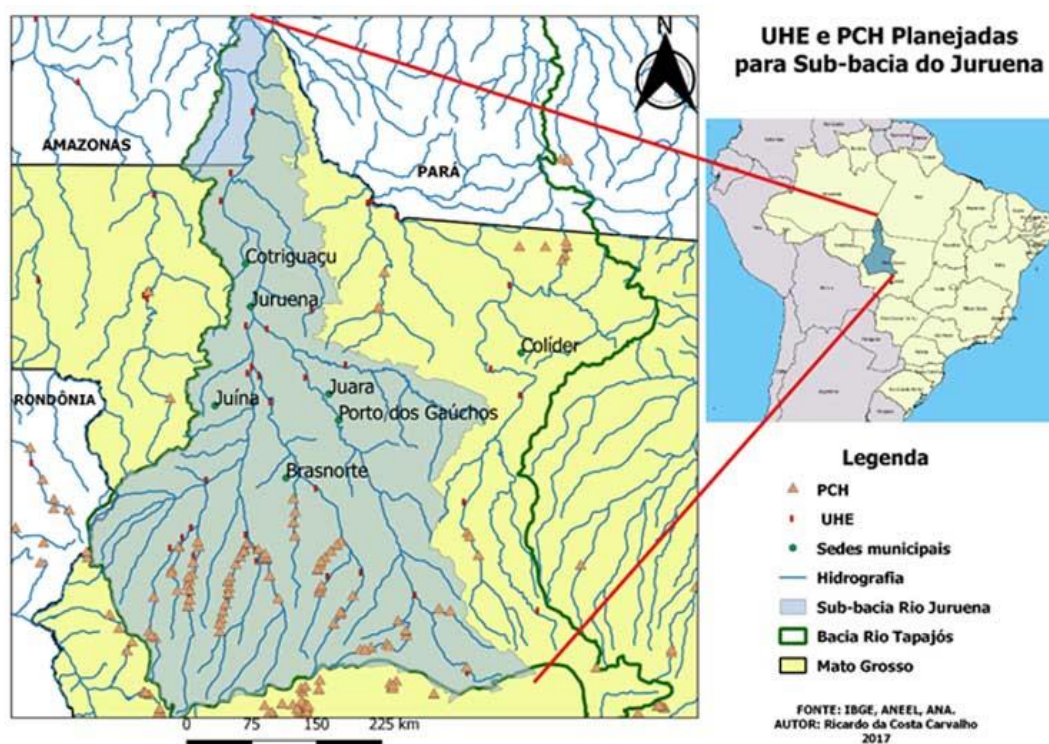 UHE e PCH Planejadas
para Sub-bacia do Juruena
N
AMAZONAS
PARÁ
Cotriguaçu
Juruena
Colíder
RONDÔNIA
Juína
Juara
Porto dos Gaúchos
Brasnorte
0 75 150 225 km
Legenda
PCH
UHE
Sedes municipais
Hidrografia
Sub-bacia Rio Juruena
Bacia Rio Tapajós
Mato Grosso
FONTE: IBGE, ANEEL, ANA.
AUTOR: Ricardo da Costa Carvalho
2017